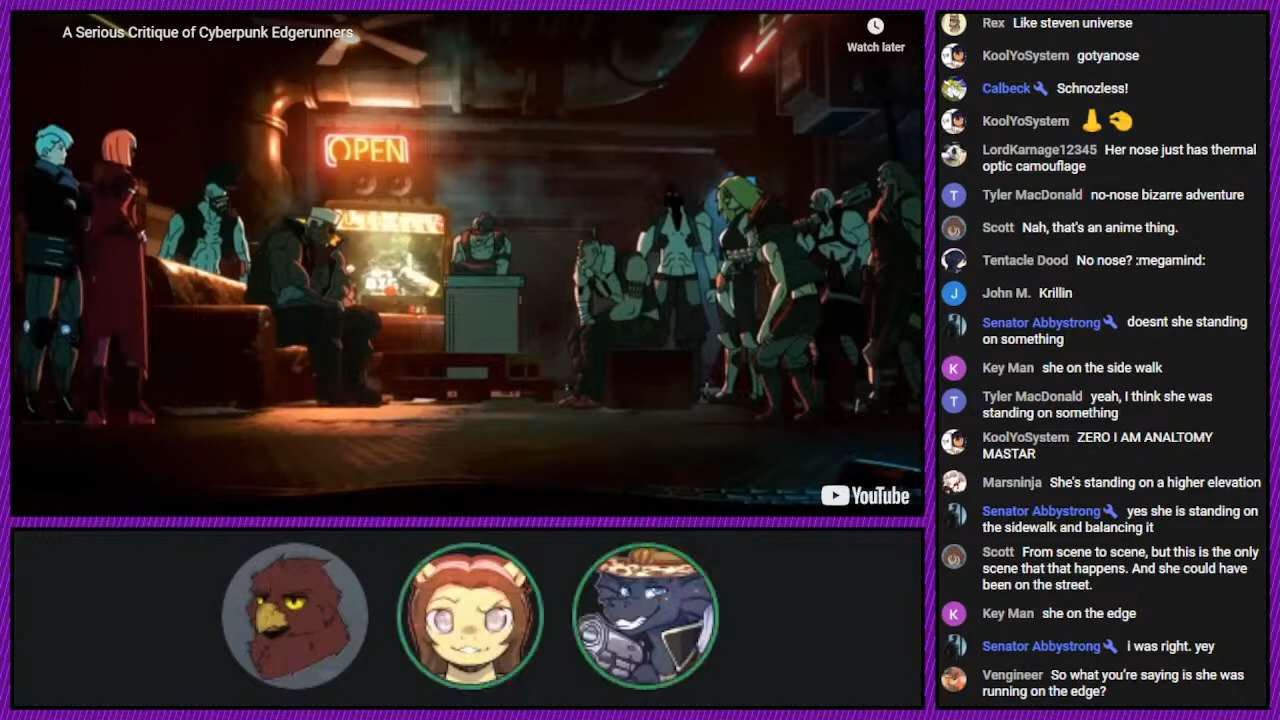 A Serious Critique of Cyberpunk Edgerunners
Watch later
OPEN
YouTube
Rex Like steven universe
KoolYoSystem gotyanose
Calbeck Schnozless!
KoolYoSystem 👃🤏
LordKarnage12345 Her nose just has thermal
optic camouflage
Tyler MacDonald no-nose bizarre adventure
Scott Nah, that's an anime thing.
Tentacle Dood No nose? :megamind:
John M. Krillin
Senator Abbystrong doesnt she standing
on something
Key Man she on the side walk
Tyler MacDonald yeah, I think she was
standing on something
KoolYoSystem ZERO I AM ANALTOMY
MASTAR
Marsninja She's standing on a higher elevation
Senator Abbystrong yes she is standing on
the sidewalk and balancing it
Scott From scene to scene, but this is the only
scene that that happens. And she could have
been on the street.
Key Man she on the edge
Senator Abbystrong i was right. yey
Vengineer So what you're saying is she was
running on the edge?